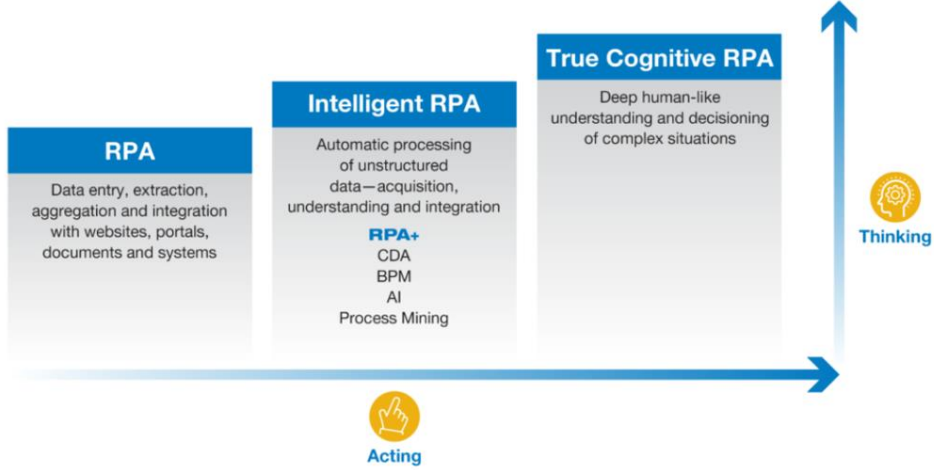 RPA
Data entry, extraction,
aggregation and integration
with websites, portals,
documents and systems
Intelligent RPA
Automatic processing
of unstructured
data—acquisition,
understanding and integration
RPA+
CDA
BPM
AI
Process Mining
True Cognitive RPA
Deep human-like
understanding and decisioning
of complex situations
Thinking
Acting